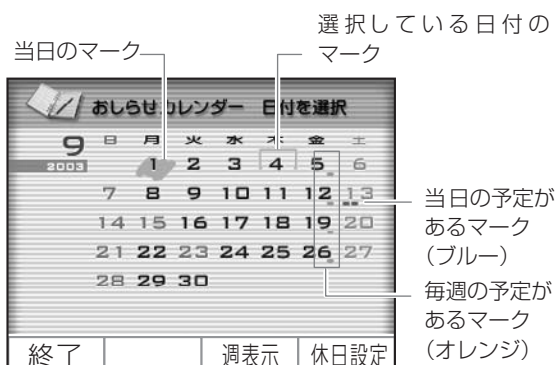 選択している日付の
マーク
当日のマーク
おしらせカレンダー 日付を選択
9
2003
日 月 火 水 木 金 土
1 2 3 4 5 6
7 8 9 10 11 12 13
14 15 16 17 18 19 20
21 22 23 24 25 26 27
28 29 30
終了 週表示 休日設定
当日の予定が
あるマーク
(ブルー)
毎週の予定が
あるマーク
(オレンジ)